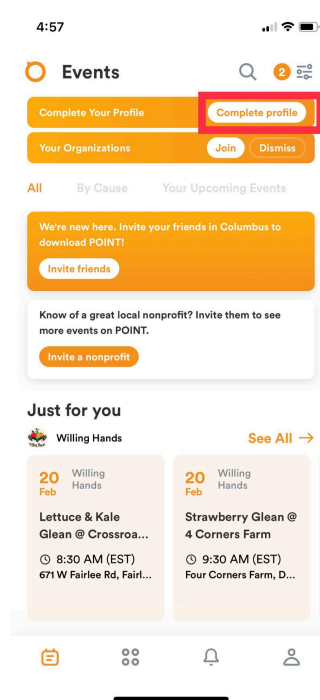 4:57
Events
2
Complete Your Profile
Complete profile
Your Organizations
Join
Dismiss
All
By Cause
Your Upcoming Events
We're new here. Invite your friends in Columbus to
download POINT!
Invite friends
Know of a great local nonprofit? Invite them to see
more events on POINT.
Invite a nonprofit
Just for you
Willing Hands
See All →
20
Feb
Willing
Hands
Lettuce & Kale
Glean @ Crossroa...
8:30 AM (EST)
671 W Fairlee Rd, Fairl...
20
Feb
Willing
Hands
Strawberry Glean @
4 Corners Farm
9:30 AM (EST)
Four Corners Farm, D...